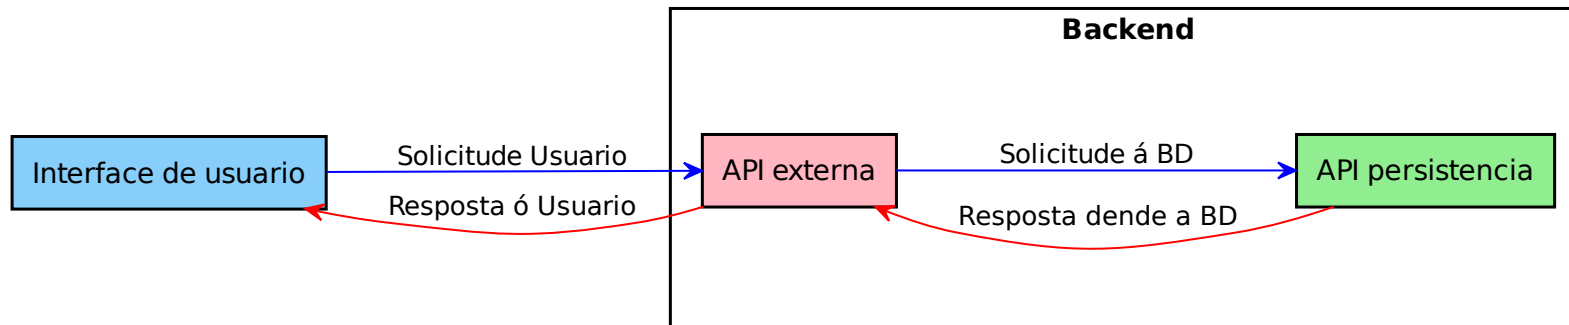 Backend
Interface de usuario
Solicitude Usuario
API externa
Solicitude á BD
API persistencia
Resposta ó Usuario
Resposta dende a BD